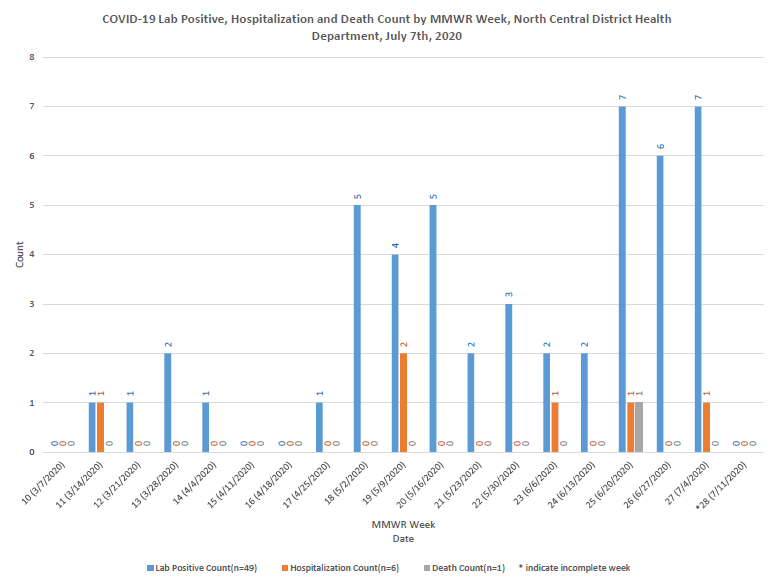 COVID-19 Lab Positive, Hospitalization and Death Count by MMWR Week, North Central District Health
Department, July 7th, 2020
8
7
6
5
4
3
2
1
0
Count
0 0 0
1 1 0
1 0 0
2 0 0
1 0 0
0 0 0
0 0 0
1 0 0
5 0 0
4 2 0
5 0 0
2 0 0
3 0 0
2 1 0
2 0 0
7 1 1
6 0 0
7 1 0
0 0 0
10 (3/7/2020)
11 (3/14/2020)
12 (3/21/2020)
13 (3/28/2020)
14 (4/4/2020)
15 (4/11/2020)
16 (4/18/2020)
17 (4/25/2020)
18 (5/2/2020)
19 (5/9/2020)
20 (5/16/2020)
21 (5/23/2020)
22 (5/30/2020)
23 (6/6/2020)
24 (6/13/2020)
25 (6/20/2020)
26 (6/27/2020)
27 (7/4/2020)
*28 (7/11/2020)
MMWR Week
Date
Lab Positive Count(n=49) Hospitalization Count(n=6) Death Count(n=1) * indicate incomplete week